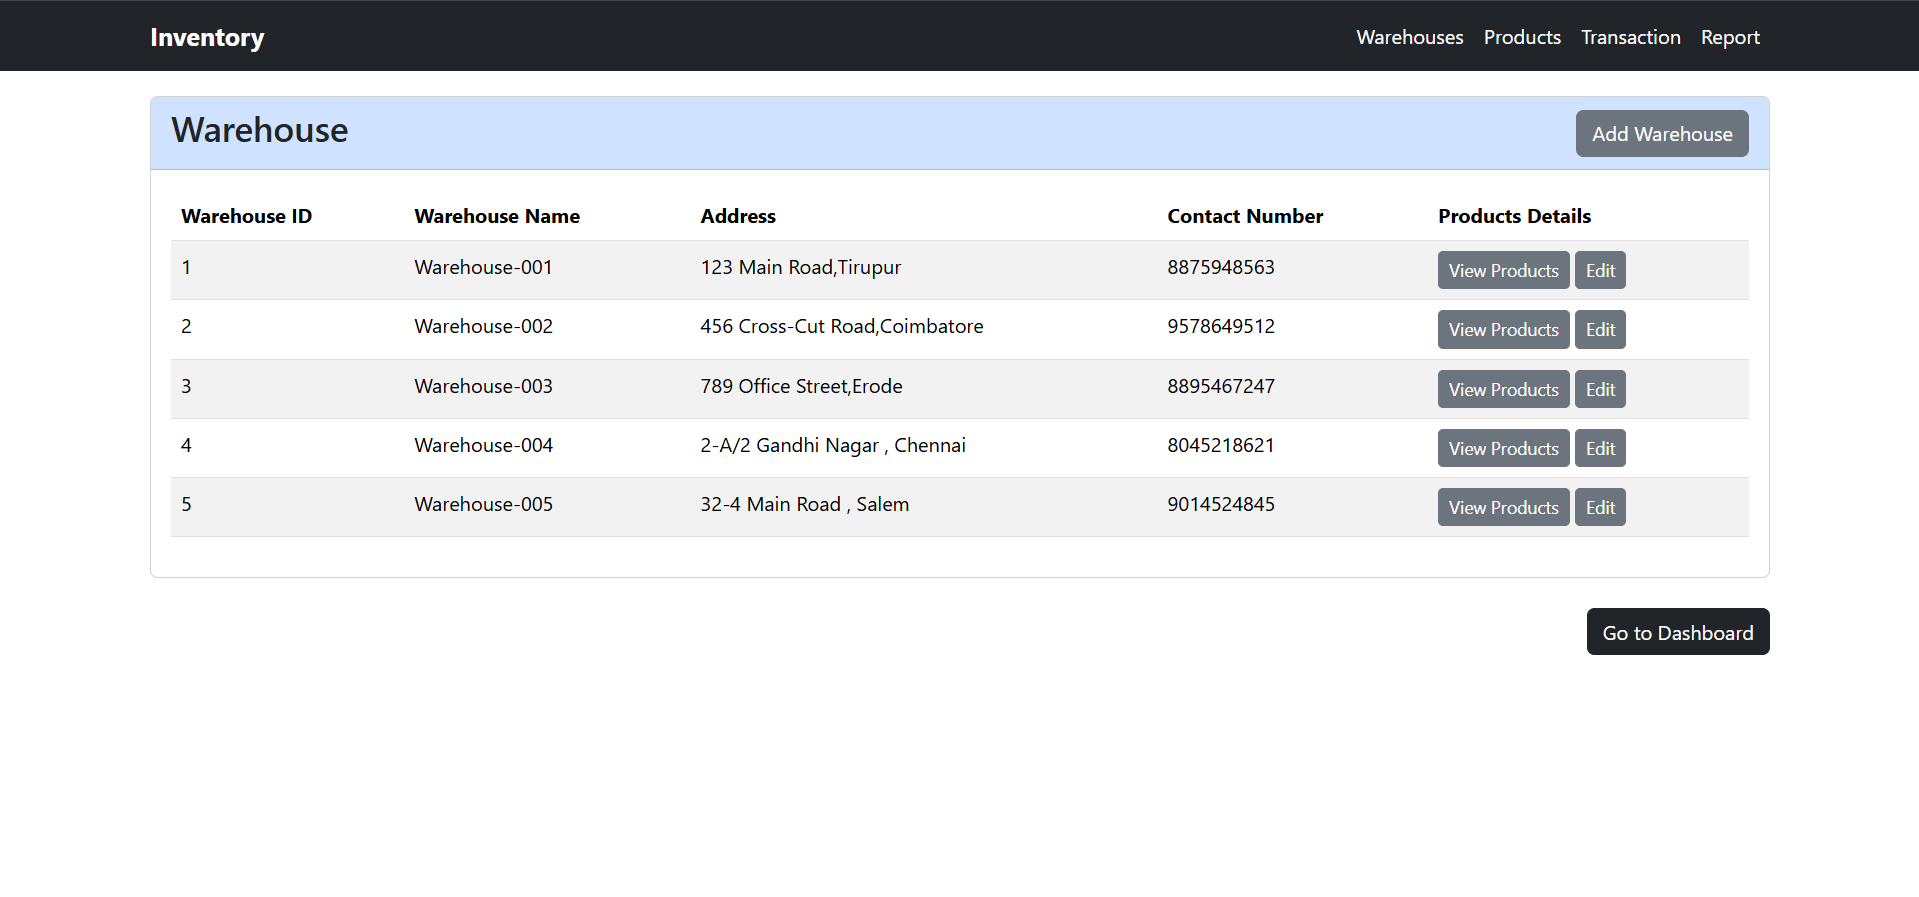 Inventory Warehouses Products Transaction Report
Warehouse Add Warehouse
Warehouse ID Warehouse Name Address Contact Number Products Details
1 Warehouse-001 123 Main Road,Tirupur 8875948563 View Products Edit
2 Warehouse-002 456 Cross-Cut Road,Coimbatore 9578649512 View Products Edit
3 Warehouse-003 789 Office Street,Erode 8895467247 View Products Edit
4 Warehouse-004 2-A/2 Gandhi Nagar , Chennai 8045218621 View Products Edit
5 Warehouse-005 32-4 Main Road , Salem 9014524845 View Products Edit
Go to Dashboard